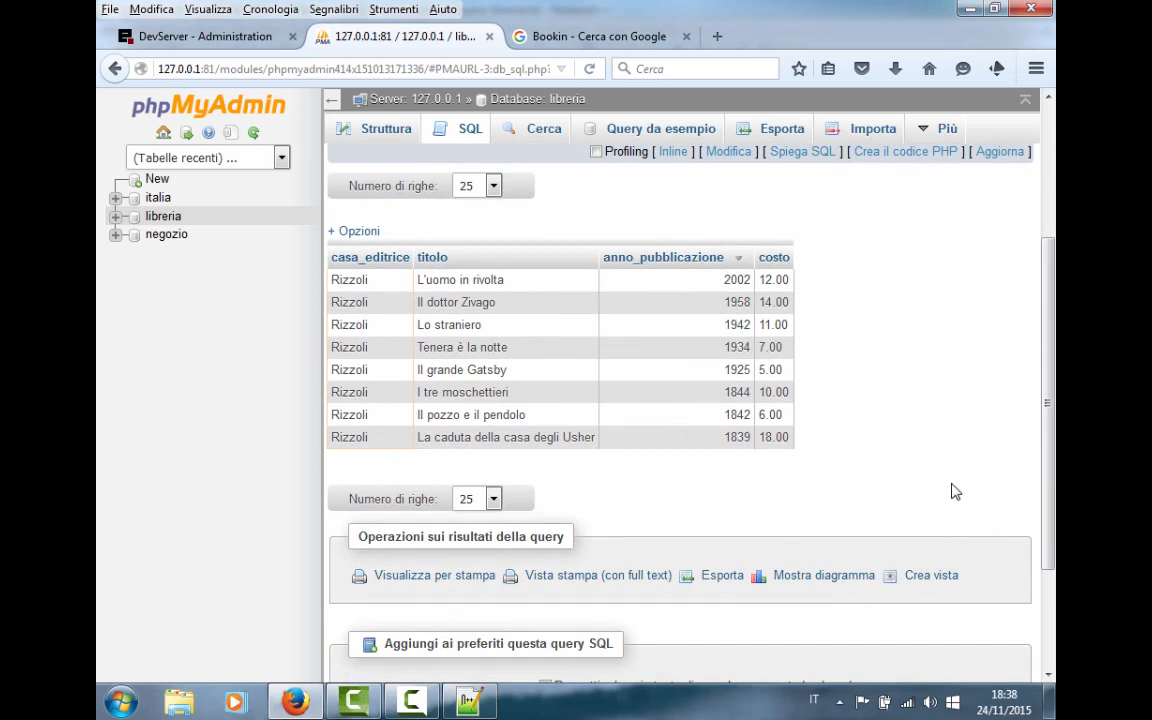 File Modifica Visualizza Cronologia Segnalibri Strumenti Aiuto
DevServer - Administration 127.0.0.1:81 / 127.0.0.1 / lib... Bookin - Cerca con Google
127.0.0.1:81/modules/phpmyadmin414x151013171336/#PMAURL-3:db_sql.php? Cerca
phpMyAdmin
(Tabelle recenti) ...
New
italia
libreria
negozio
Server: 127.0.0.1 » Database: libreria
Struttura SQL Cerca Query da esempio Esporta Importa Più
Profiling [ Inline ] [ Modifica ] [ Spiega SQL ] [ Crea il codice PHP ] [ Aggiorna ]
Numero di righe: 25
+ Opzioni
casa_editrice titolo anno_pubblicazione costo
Rizzoli L'uomo in rivolta 2002 12.00
Rizzoli Il dottor Zivago 1958 14.00
Rizzoli Lo straniero 1942 11.00
Rizzoli Tenera è la notte 1934 7.00
Rizzoli Il grande Gatsby 1925 5.00
Rizzoli I tre moschettieri 1844 10.00
Rizzoli Il pozzo e il pendolo 1842 6.00
Rizzoli La caduta della casa degli Usher 1839 18.00
Numero di righe: 25
Operazioni sui risultati della query
Visualizza per stampa Vista stampa (con full text) Esporta Mostra diagramma Crea vista
Aggiungi ai preferiti questa query SQL
IT
18:38
24/11/2015